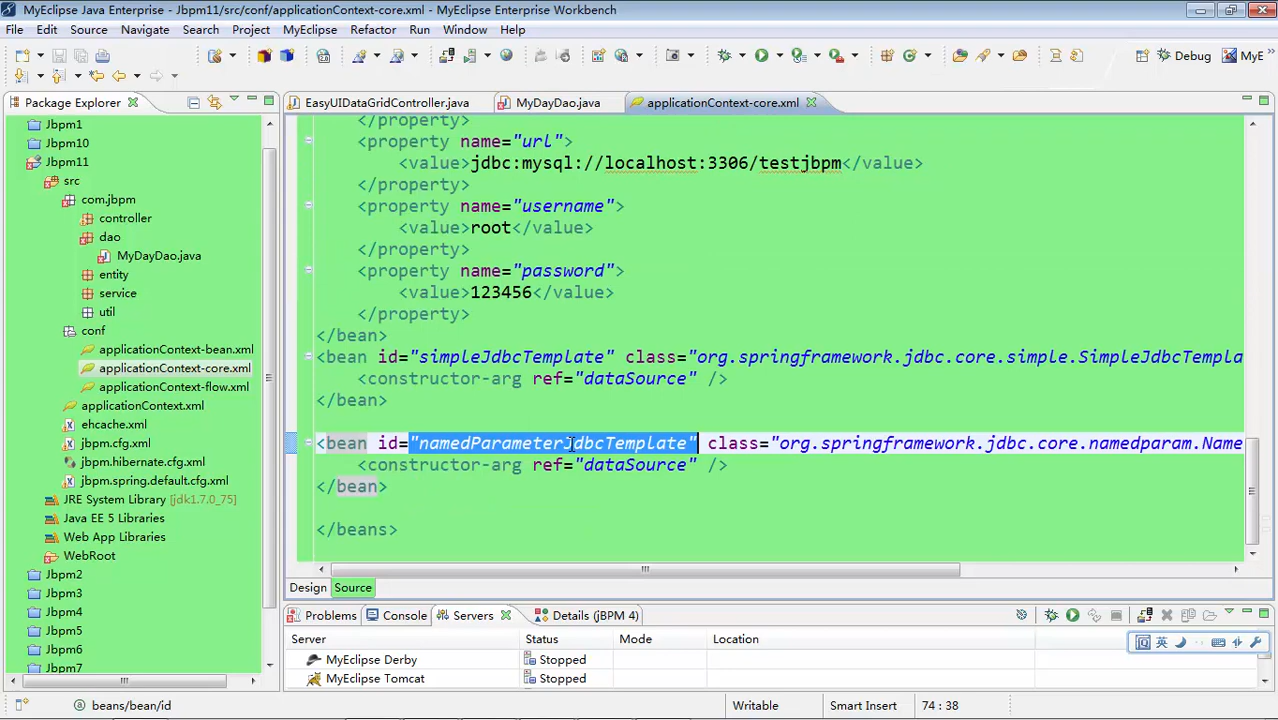 MyEclipse Java Enterprise - Jbpm11/src/conf/applicationContext-core.xml - MyEclipse Enterprise Workbench
File Edit Source Navigate Search Project MyEclipse Refactor Run Window Help
Debug MyE
Package Explorer
EasyUIDataGridController.java MyDayDao.java applicationContext-core.xml
Jbpm1
Jbpm10
Jbpm11
src
com.jbpm
controller
dao
MyDayDao.java
entity
service
util
conf
applicationContext-bean.xml
applicationContext-core.xml
applicationContext-flow.xml
applicationContext.xml
ehcache.xml
jbpm.cfg.xml
jbpm.hibernate.cfg.xml
jbpm.spring.default.cfg.xml
JRE System Library [jdk1.7.0_75]
Java EE 5 Libraries
Web App Libraries
WebRoot
Jbpm2
Jbpm3
Jbpm4
Jbpm5
Jbpm6
Jbpm7
</property>
<property name="url">
<value>jdbc:mysql://localhost:3306/testjbpm</value>
</property>
<property name="username">
<value>root</value>
</property>
<property name="password">
<value>123456</value>
</property>
</bean>
<bean id="simpleJdbcTemplate" class="org.springframework.jdbc.core.simple.SimpleJdbcTempla
<constructor-arg ref="dataSource" />
</bean>
<bean id="namedParameterJdbcTemplate" class="org.springframework.jdbc.core.namedparam.Name
<constructor-arg ref="dataSource" />
</bean>
</beans>
Design Source
Problems Console Servers Details (jBPM 4)
Server Status Mode Location
MyEclipse Derby Stopped
MyEclipse Tomcat Stopped
英
beans/bean/id Writable Smart Insert 74 : 38